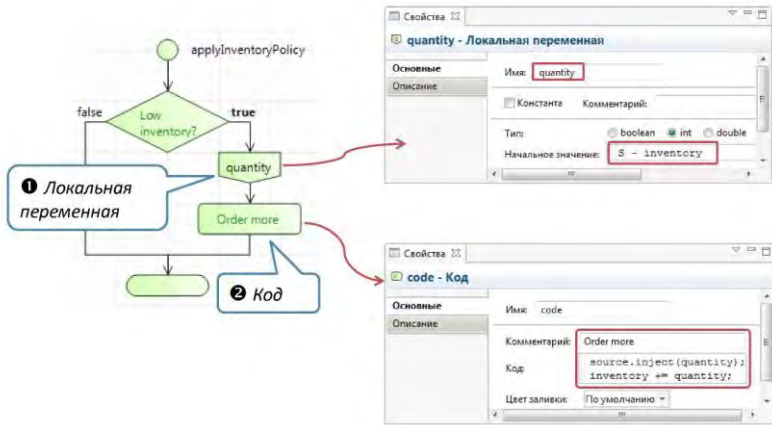 applyInventoryPolicy
false
true
Low
inventory?
quantity
❶ Локальная
переменная
Order more
❷ Код
Свойства
quantity - Локальная переменная
Основные
Описание
Имя: quantity
Константа Комментарий:
Тип: boolean int double
Начальное значение: S - inventory
Свойства
code - Код
Основные
Описание
Имя: code
Комментарий: Order more
Код: source.inject(quantity);
inventory += quantity;
Цвет заливки: По умолчанию